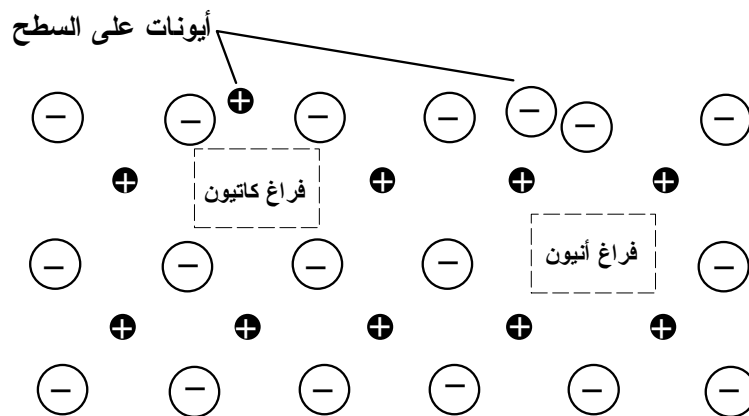 أيونات على السطح
فراغ كاتيون
فراغ أنيون